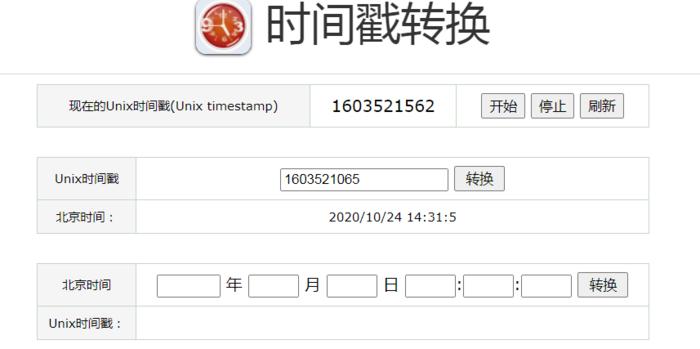 时间戳转换
现在的Unix时间戳(Unix timestamp) 1603521562 开始 停止 刷新
Unix时间戳 1603521065 转换
北京时间： 2020/10/24 14:31:5
北京时间 年 月 日 : : 转换
Unix时间戳：